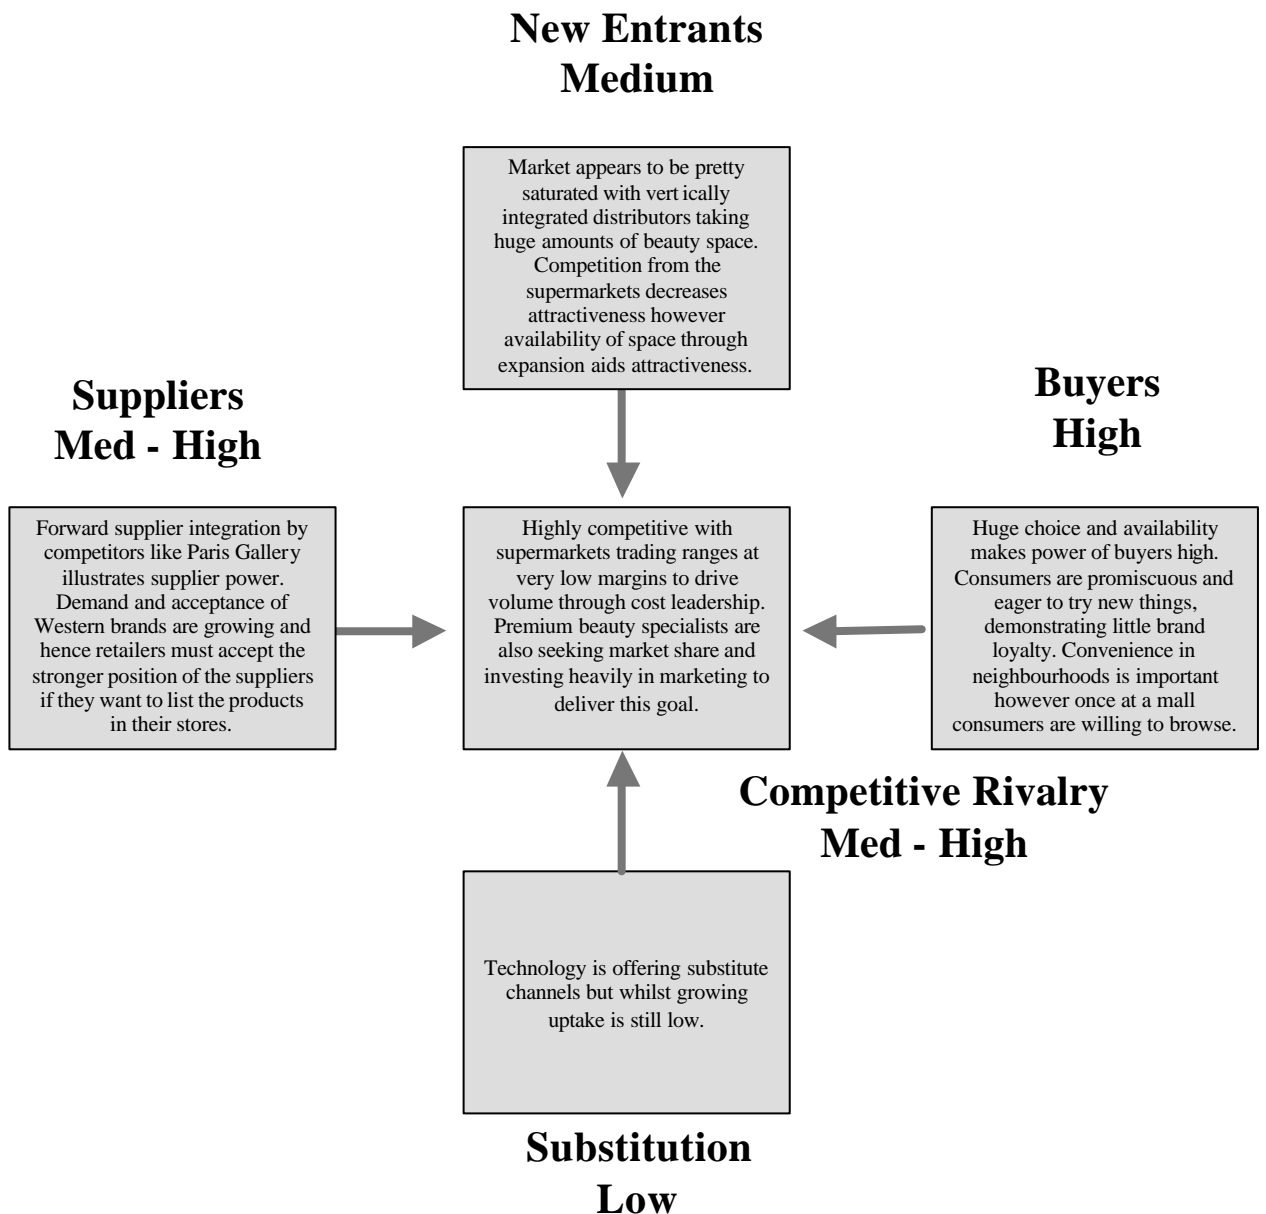 New Entrants
Medium
Market appears to be pretty
saturated with vert ically
integrated distributors taking
huge amounts of beauty space.
Competition from the
supermarkets decreases
attractiveness however
availability of space through
expansion aids attractiveness.
Suppliers
Med - High
Buyers
High
Forward supplier integration by
competitors like Paris Gallery
illustrates supplier power.
Demand and acceptance of
Western brands are growing and
hence retailers must accept the
stronger position of the suppliers
if they want to list the products
in their stores.
Highly competitive with
supermarkets trading ranges at
very low margins to drive
volume through cost leadership.
Premium beauty specialists are
also seeking market share and
investing heavily in marketing to
deliver this goal.
Huge choice and availability
makes power of buyers high.
Consumers are promiscuous and
eager to try new things,
demonstrating little brand
loyalty. Convenience in
neighbourhoods is important
however once at a mall
consumers are willing to browse.
Competitive Rivalry
Med - High
Technology is offering substitute
channels but whilst growing
uptake is still low.
Substitution
Low